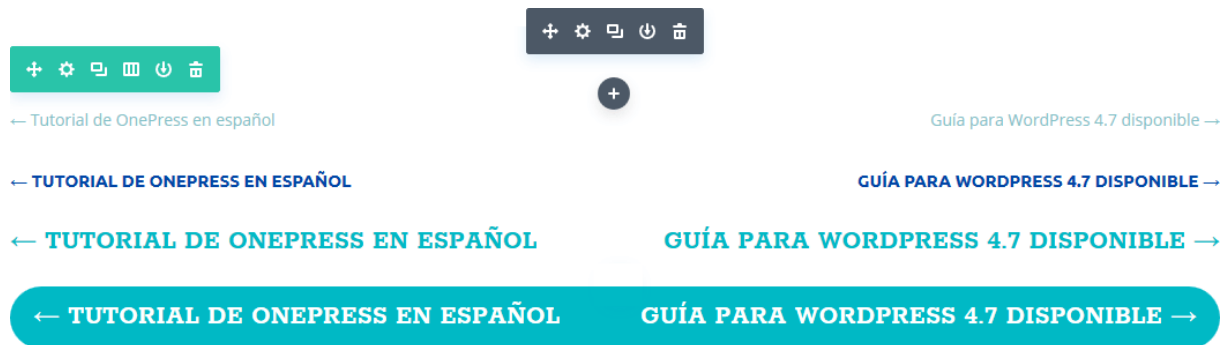 ← Tutorial de OnePress en español Guía para WordPress 4.7 disponible →
← TUTORIAL DE ONEPRESS EN ESPAÑOL GUÍA PARA WORDPRESS 4.7 DISPONIBLE →
← TUTORIAL DE ONEPRESS EN ESPAÑOL GUÍA PARA WORDPRESS 4.7 DISPONIBLE →
← TUTORIAL DE ONEPRESS EN ESPAÑOL GUÍA PARA WORDPRESS 4.7 DISPONIBLE →